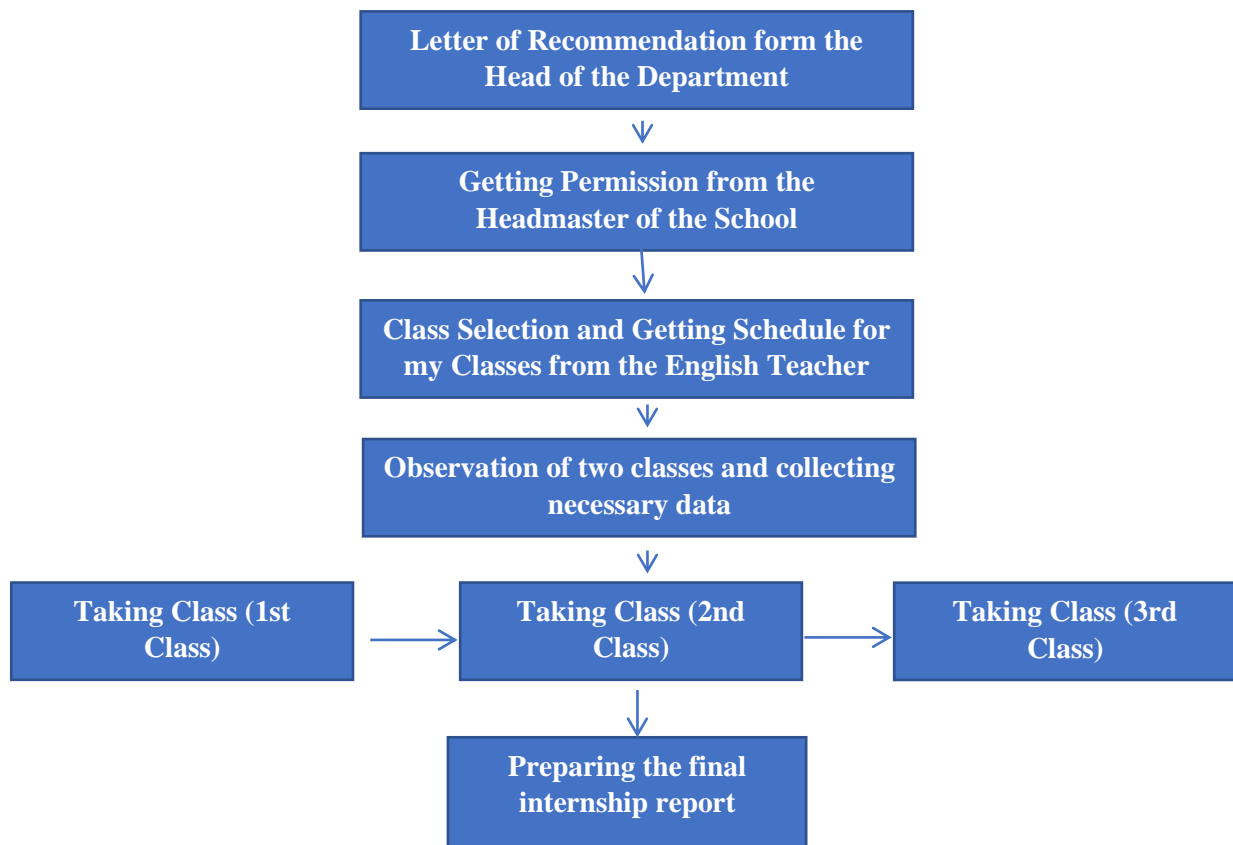 Letter of Recommendation form the
Head of the Department
Getting Permission from the
Headmaster of the School
Class Selection and Getting Schedule for
my Classes from the English Teacher
Observation of two classes and collecting
necessary data
Taking Class (1st
Class)
Taking Class (2nd
Class)
Taking Class (3rd
Class)
Preparing the final
internship report